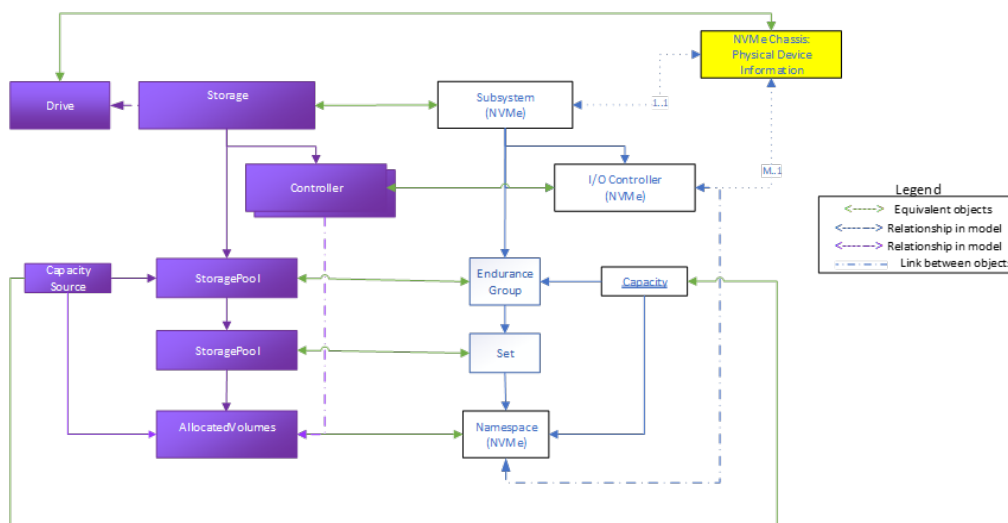 NVMe Chassis:
Physical Device
Information
Drive
Storage
Subsystem
(NVMe)
1..1
M..1
Controller
I/O Controller
(NVMe)
Legend
Equivalent objects
Relationship in model
Relationship in model
Link between objects
Capacity
Source
StoragePool
Endurance
Group
Capacity
StoragePool
Set
AllocatedVolumes
Namespace
(NVMe)